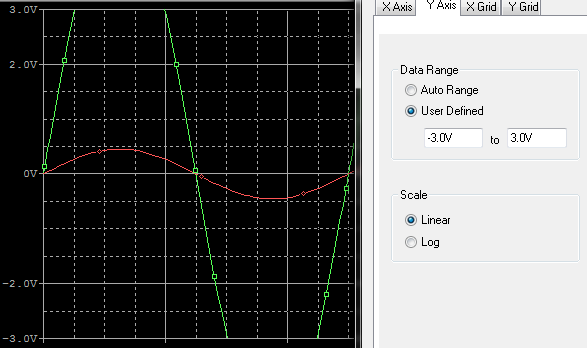 3.0V
2.0V
0V
-2.0V
-3.0V
X Axis Y Axis X Grid Y Grid
Data Range
Auto Range
User Defined
-3.0V to 3.0V
Scale
Linear
Log